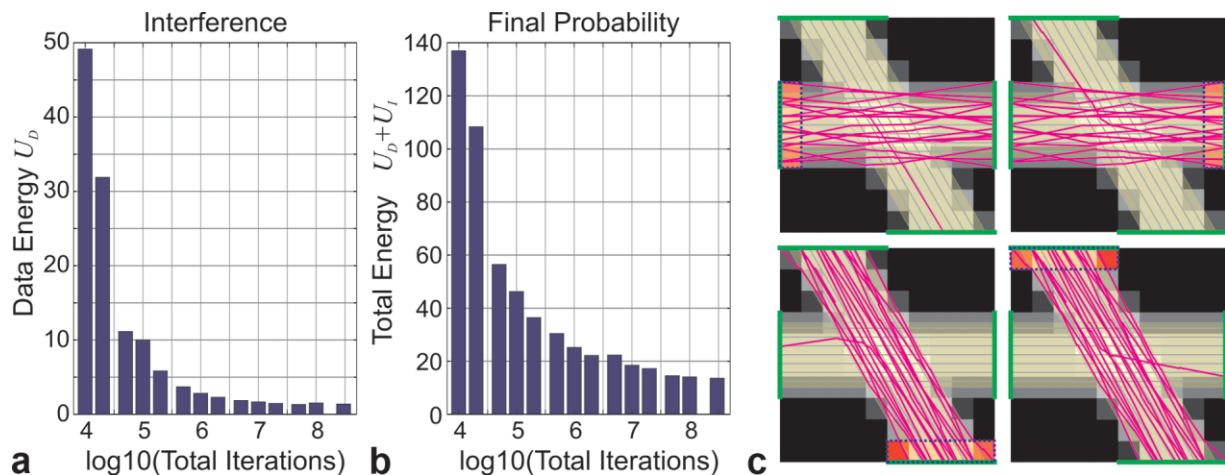 Interference
50
40
30
20
10
0
Data Energy U_D
4 5 6 7 8
log10(Total Iterations)
a
Final Probability
140
120
100
80
60
40
20
0
Total Energy U_D+U_I
4 5 6 7 8
log10(Total Iterations)
b
c